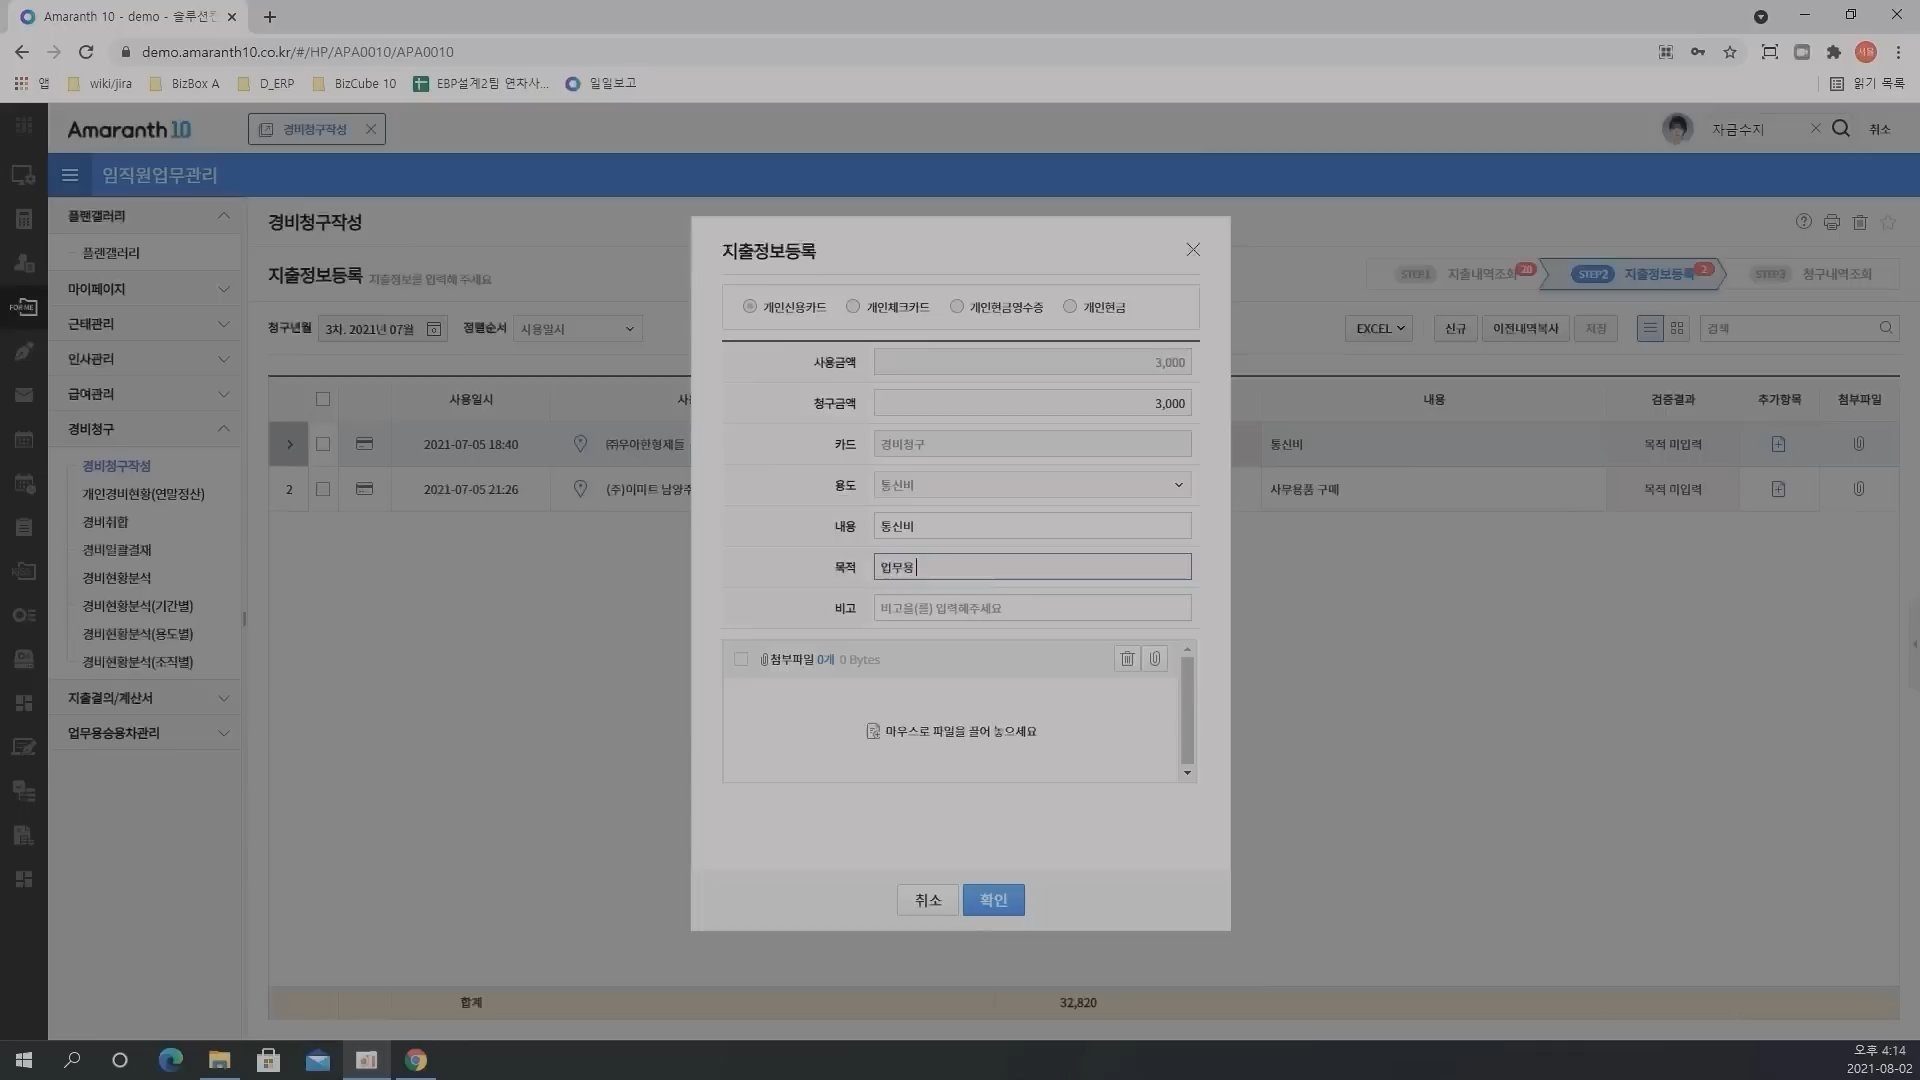 Amaranth 10 - demo - 솔루션컨
demo.amaranth10.co.kr/#/HP/APA0010/APA0010
앱 wiki/jira BizBox A D_ERP BizCube 10 EBP설계2팀 연차사... 일일보고 읽기 목록
Amaranth 10 경비청구작성 자금수지 취소
임직원업무관리
플랜갤러리
플랜갤러리
마이페이지
근태관리
FOR ME
인사관리
급여관리
경비청구
경비청구작성
개인경비현황(연말정산)
경비취합
경비일괄결재
경비현황분석
경비현황분석(기간별)
경비현황분석(용도별)
경비현황분석(조직별)
지출결의/계산서
업무용승용차관리
경비청구작성
지출정보등록 지출정보를 입력해 주세요
STEP1 지출내역조회 20 STEP2 지출정보등록 2 STEP3 청구내역조회
청구년월 3차. 2021년 07월 정렬순서 사용일시
EXCEL 신규 이전내역복사 저장 검색
사용일시 사 내용 검증결과 추가항목 첨부파일
2021-07-05 18:40 ㈜우아한형제들 통신비 목적 미입력
2 2021-07-05 21:26 (주)이마트 남양주 사무용품 구매 목적 미입력
합계 32,820
지출정보등록
개인신용카드 개인체크카드 개인현금영수증 개인현금
사용금액 3,000
청구금액 3,000
카드 경비청구
용도 통신비
내용 통신비
목적 업무용
비고 비고을(를) 입력해주세요
첨부파일 0개 0 Bytes
마우스로 파일을 끌어 놓으세요
취소 확인
오후 4:14
2021-08-02